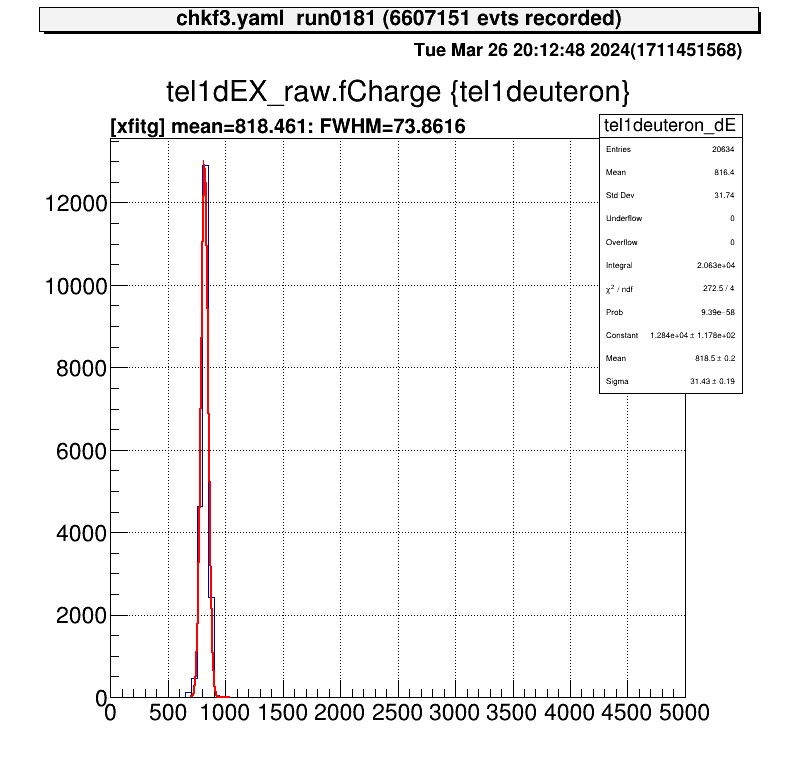 chkf3.yaml run0181 (6607151 evts recorded)
Tue Mar 26 20:12:48 2024(1711451568)
tel1dEX_raw.fCharge {tel1deuteron}
[xfitg] mean=818.461: FWHM=73.8616
tel1deuteron_dE
Entries 20634
Mean 816.4
Std Dev 31.74
Underflow 0
Overflow 0
Integral 2.063e+04
χ² / ndf 272.5 / 4
Prob 9.39e-58
Constant 1.284e+04 ± 1.178e+02
Mean 818.5 ± 0.2
Sigma 31.43 ± 0.19
12000
10000
8000
6000
4000
2000
0
0 500 1000 1500 2000 2500 3000 3500 4000 4500 5000